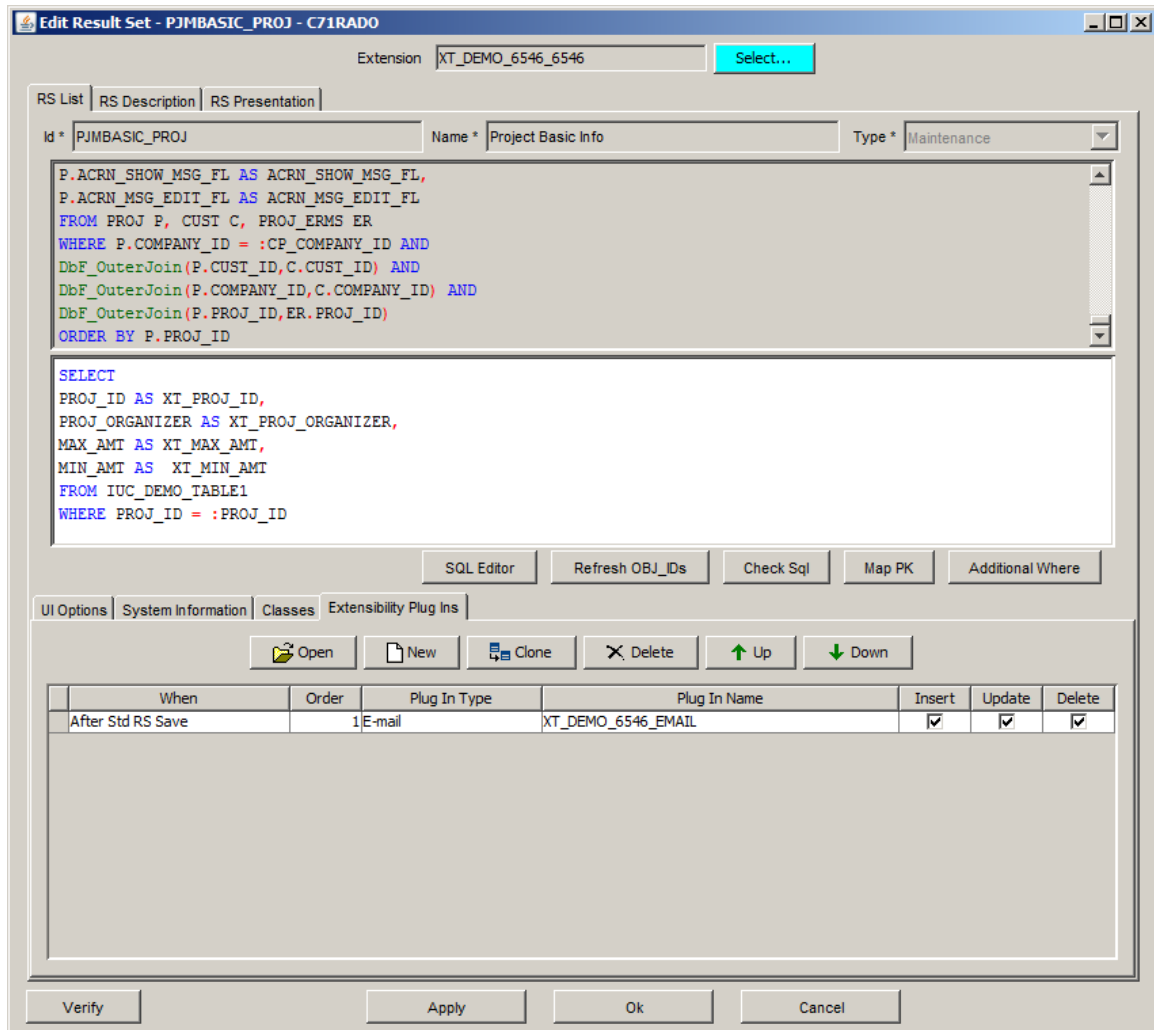 Edit Result Set - PJMBASIC_PROJ - C71RADO
Extension XT_DEMO_6546_6546 Select...
RS List RS Description RS Presentation
Id * PJMBASIC_PROJ Name * Project Basic Info Type * Maintenance
P.ACRN_SHOW_MSG_FL AS ACRN_SHOW_MSG_FL,
P.ACRN_MSG_EDIT_FL AS ACRN_MSG_EDIT_FL
FROM PROJ P, CUST C, PROJ_ERMS ER
WHERE P.COMPANY_ID = :CP_COMPANY_ID AND
DbF_OuterJoin(P.CUST_ID,C.CUST_ID) AND
DbF_OuterJoin(P.COMPANY_ID,C.COMPANY_ID) AND
DbF_OuterJoin(P.PROJ_ID,ER.PROJ_ID)
ORDER BY P.PROJ_ID
SELECT
PROJ_ID AS XT_PROJ_ID,
PROJ_ORGANIZER AS XT_PROJ_ORGANIZER,
MAX_AMT AS XT_MAX_AMT,
MIN_AMT AS  XT_MIN_AMT
FROM IUC_DEMO_TABLE1
WHERE PROJ_ID = :PROJ_ID
SQL Editor Refresh OBJ_IDs Check Sql Map PK Additional Where
UI Options System Information Classes Extensibility Plug Ins
Open New Clone Delete Up Down
When Order Plug In Type Plug In Name Insert Update Delete
After Std RS Save 1 E-mail XT_DEMO_6546_EMAIL
Verify Apply Ok Cancel